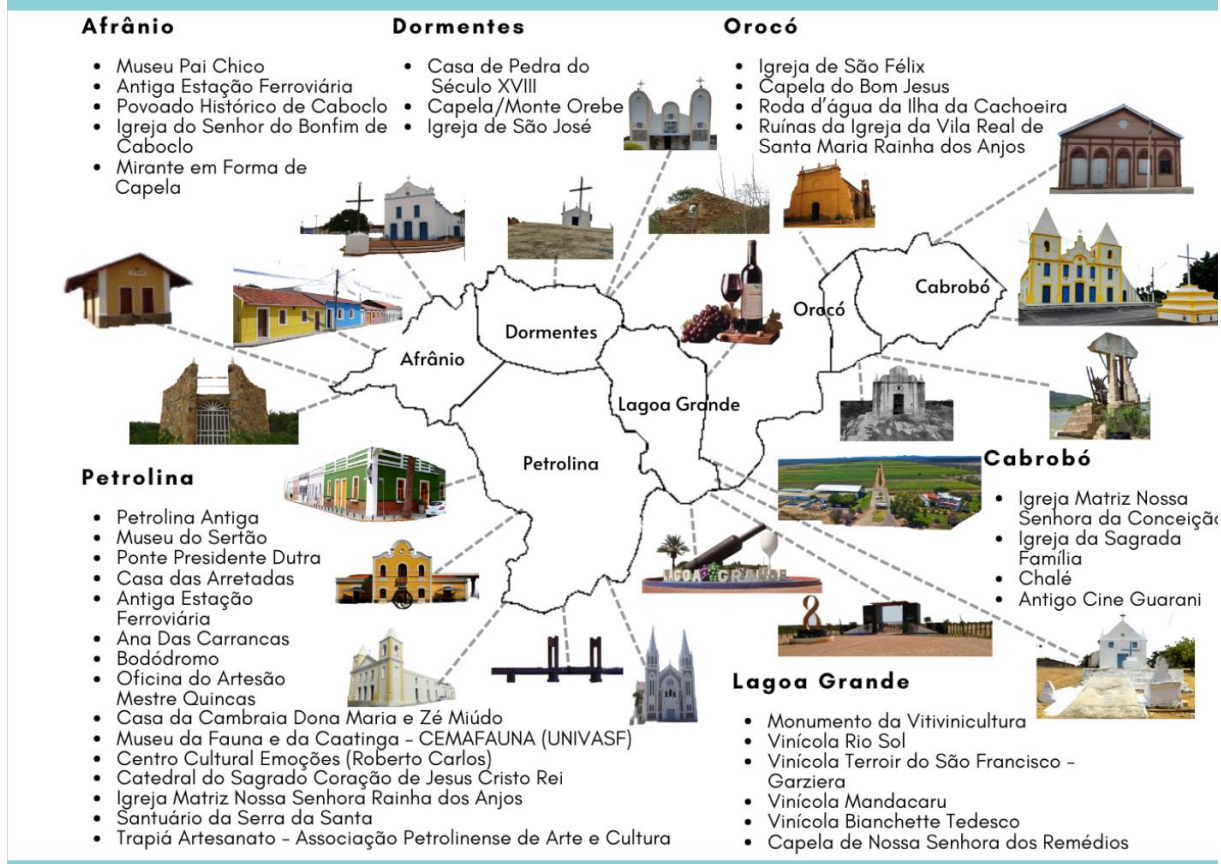 Afrânio
• Museu Pai Chico
• Antiga Estação Ferroviária
• Povoado Histórico de Caboclo
• Igreja do Senhor do Bonfim de
Caboclo
• Mirante em Forma de
Capela
Dormentes
• Casa de Pedra do
Século XVIII
• Capela/Monte Orebe
• Igreja de São José
Orocó
• Igreja de São Félix
• Capela do Bom Jesus
• Roda d'água da Ilha da Cachoeira
• Ruínas da Igreja da Vila Real de
Santa Maria Rainha dos Anjos
Afrânio
Dormentes
Petrolina
Lagoa Grande
Orocó
Cabrobó
LAGOA GRANDE
Petrolina
• Petrolina Antiga
• Museu do Sertão
• Ponte Presidente Dutra
• Casa das Arretadas
• Antiga Estação
Ferroviária
• Ana Das Carrancas
• Bodódromo
• Oficina do Artesão
Mestre Quincas
• Casa da Cambraia Dona Maria e Zé Miúdo
• Museu da Fauna e da Caatinga - CEMAFAUNA (UNIVASF)
• Centro Cultural Emoções (Roberto Carlos)
• Catedral do Sagrado Coração de Jesus Cristo Rei
• Igreja Matriz Nossa Senhora Rainha dos Anjos
• Santuário da Serra da Santa
• Trapiá Artesanato - Associação Petrolinense de Arte e Cultura
Cabrobó
• Igreja Matriz Nossa
Senhora da Conceição
• Igreja da Sagrada
Família
• Chalé
• Antigo Cine Guarani
Lagoa Grande
• Monumento da Vitivinicultura
• Vinícola Rio Sol
• Vinícola Terroir do São Francisco -
Garziera
• Vinícola Mandacaru
• Vinícola Bianchette Tedesco
• Capela de Nossa Senhora dos Remédios